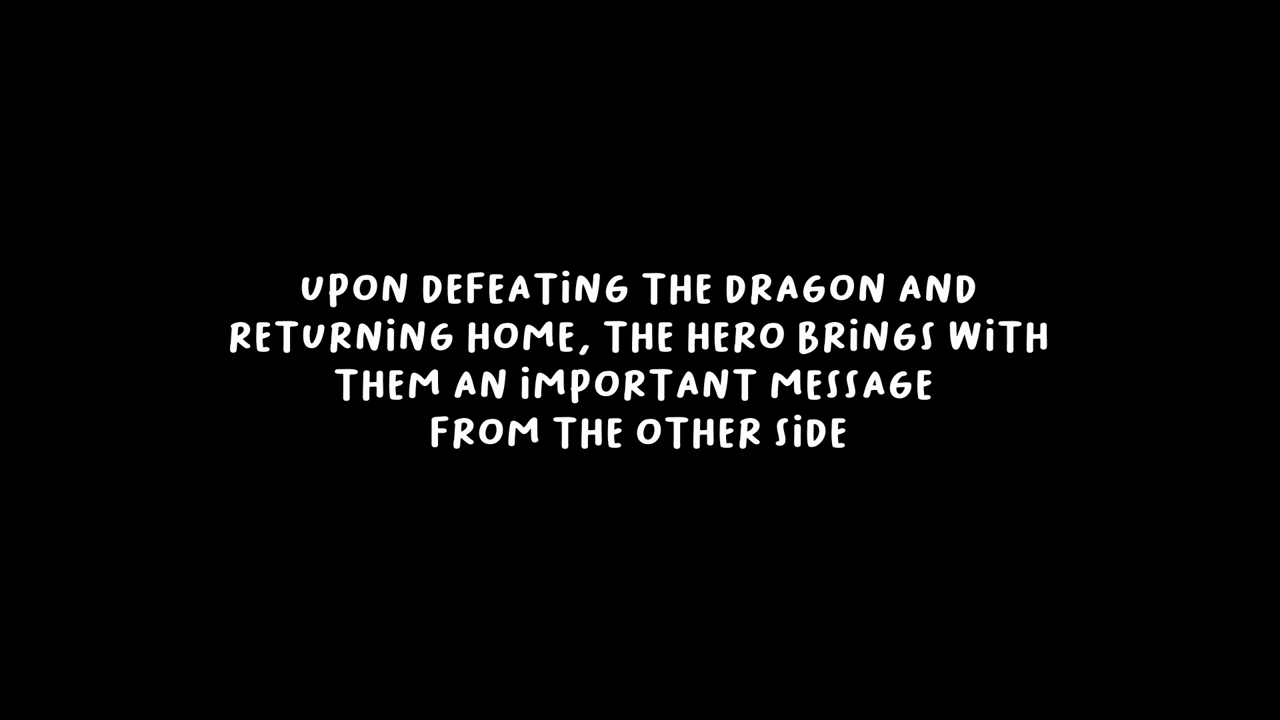 UPON DEFEATING THE DRAGON AND
RETURNING HOME, THE HERO BRINGS WITH
THEM AN IMPORTANT MESSAGE
FROM THE OTHER SIDE